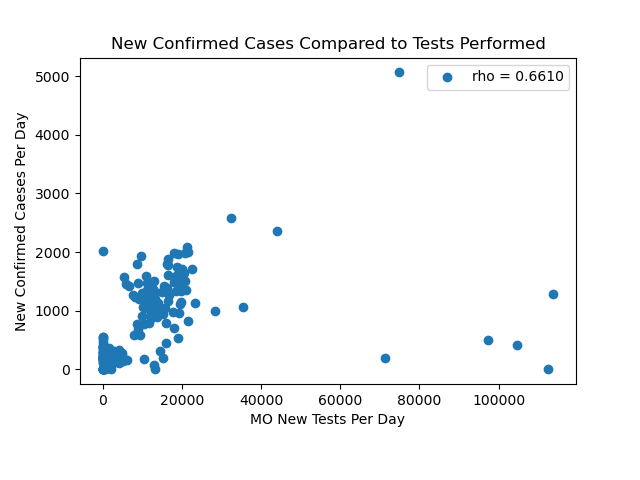 New Confirmed Cases Compared to Tests Performed
rho = 0.6610
5000
4000
3000
2000
1000
0
New Confirmed Caeses Per Day
0 20000 40000 60000 80000 100000
MO New Tests Per Day